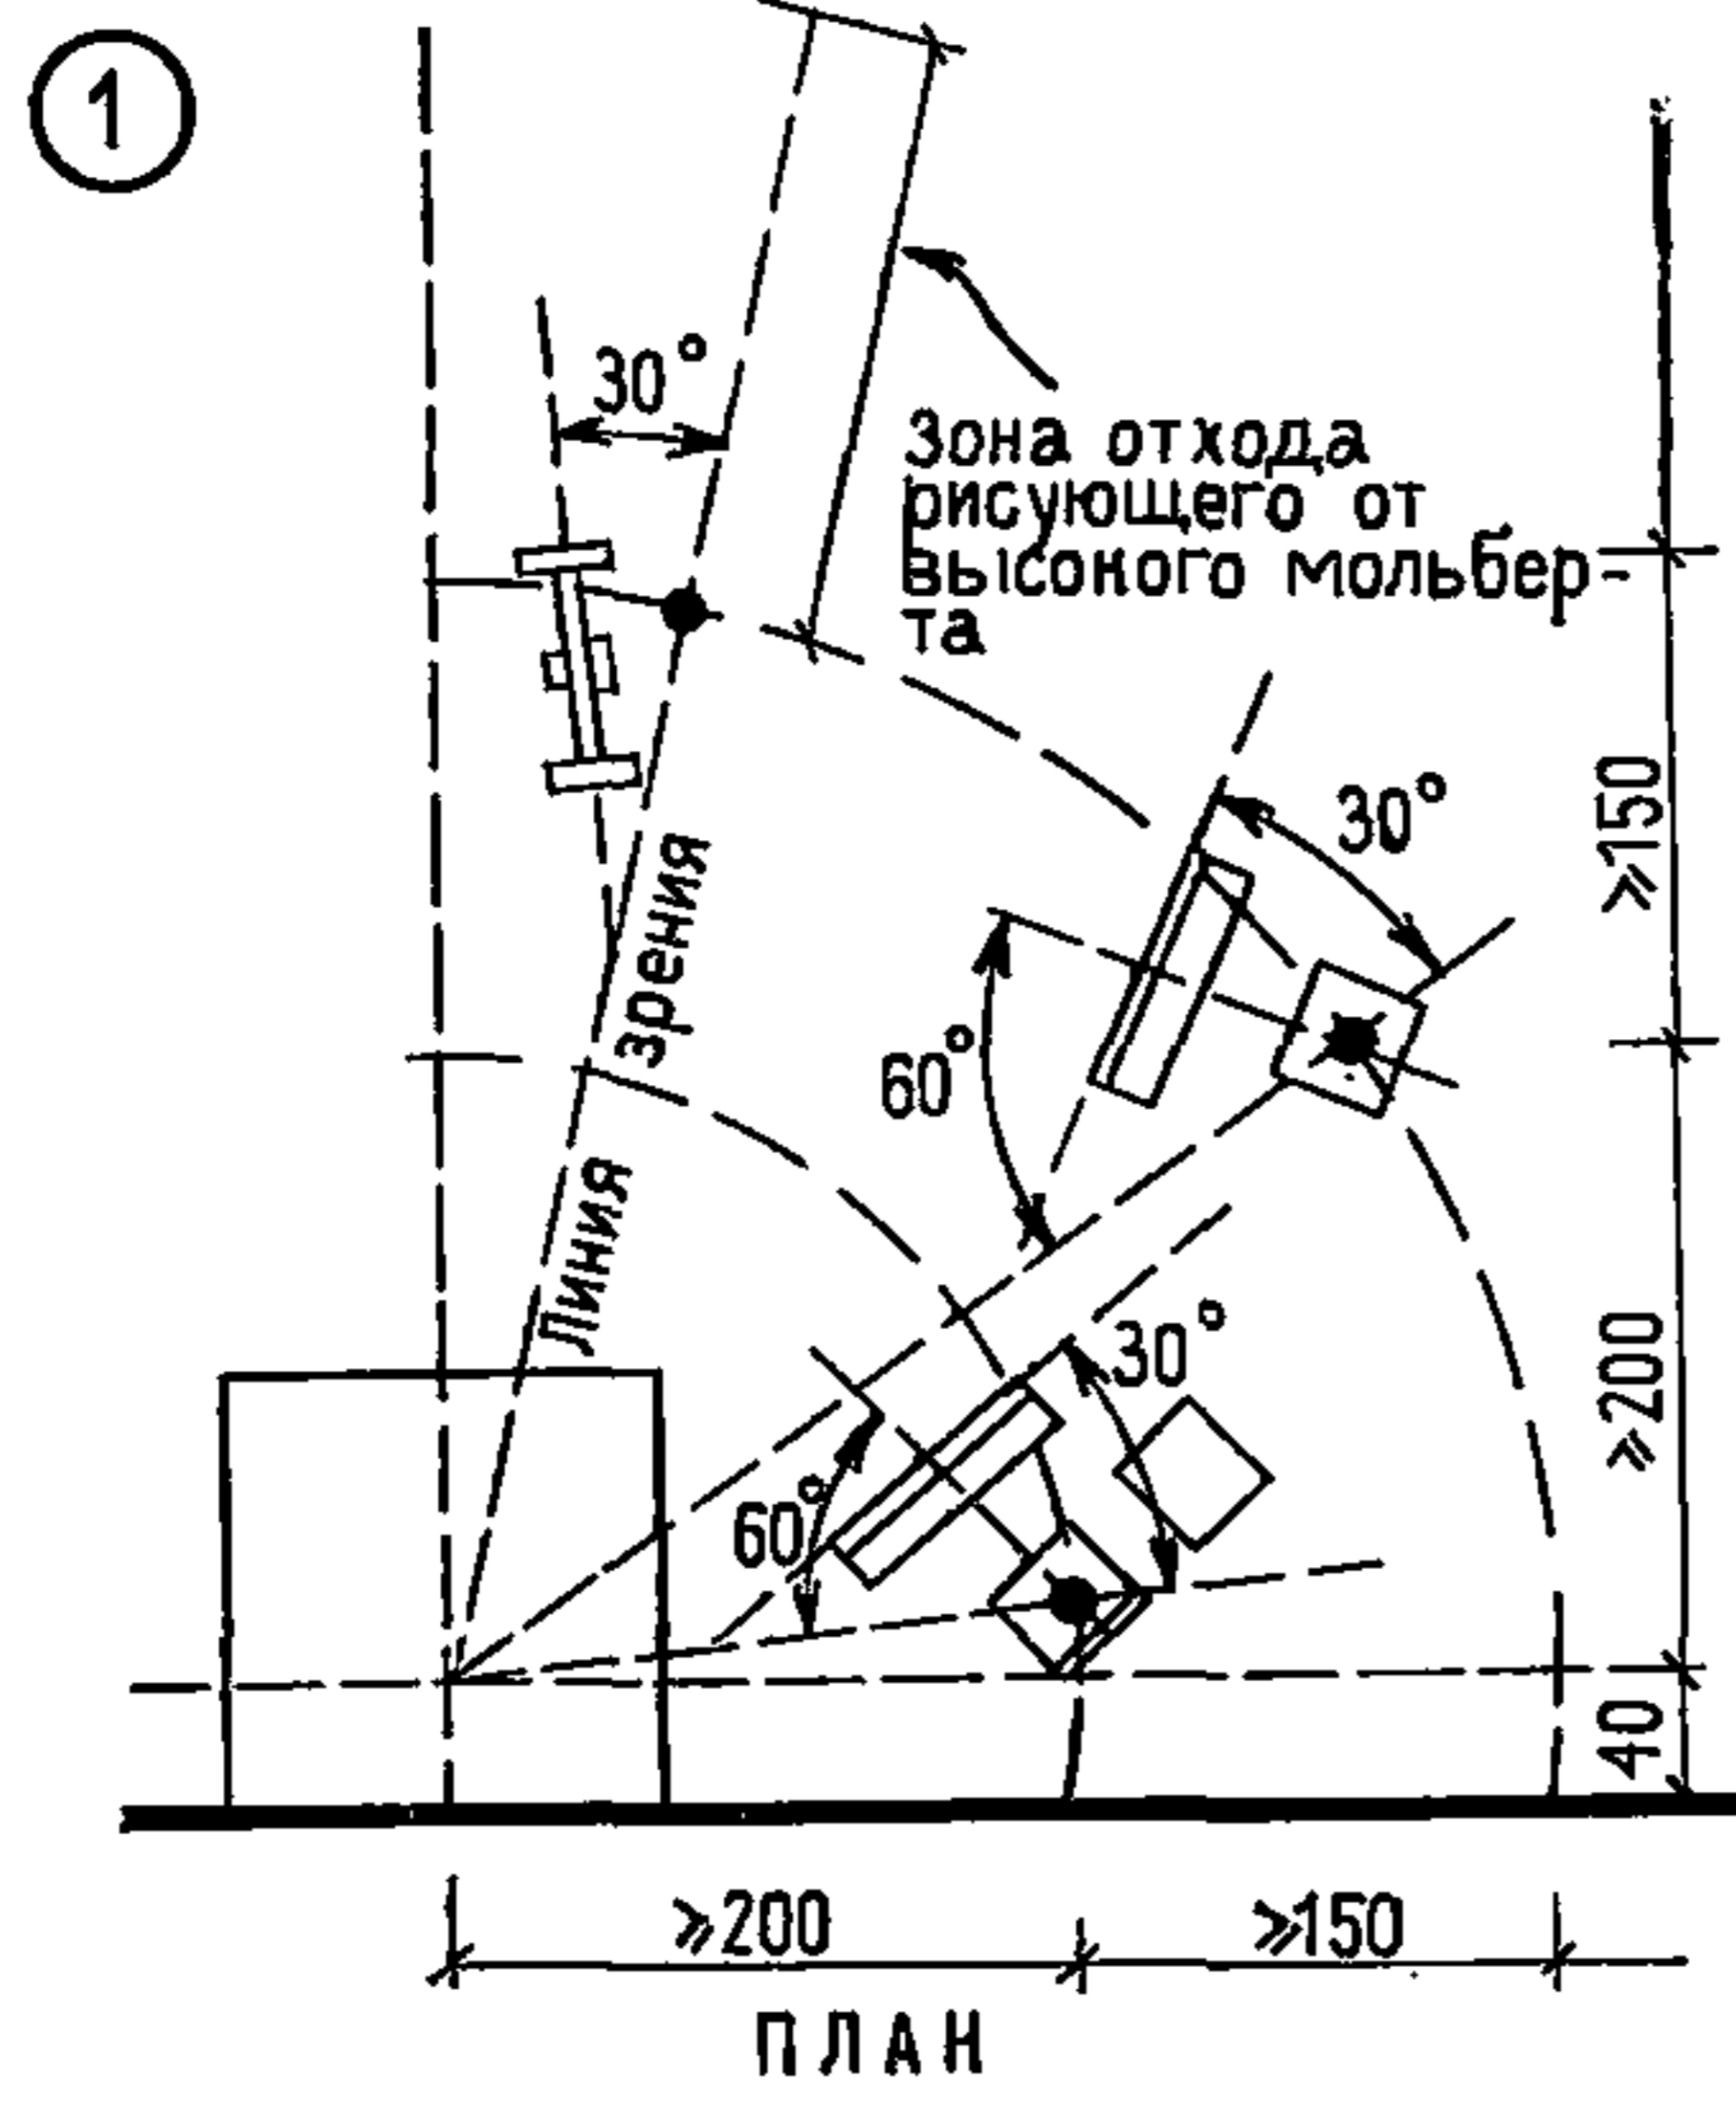 1
30°
Зона отхода
рисующего от
высокого мольбер-
та
30°
⩾150
60°
Линия зрения
30°
60°
⩾200
40
⩾200
⩾150
ПЛАН